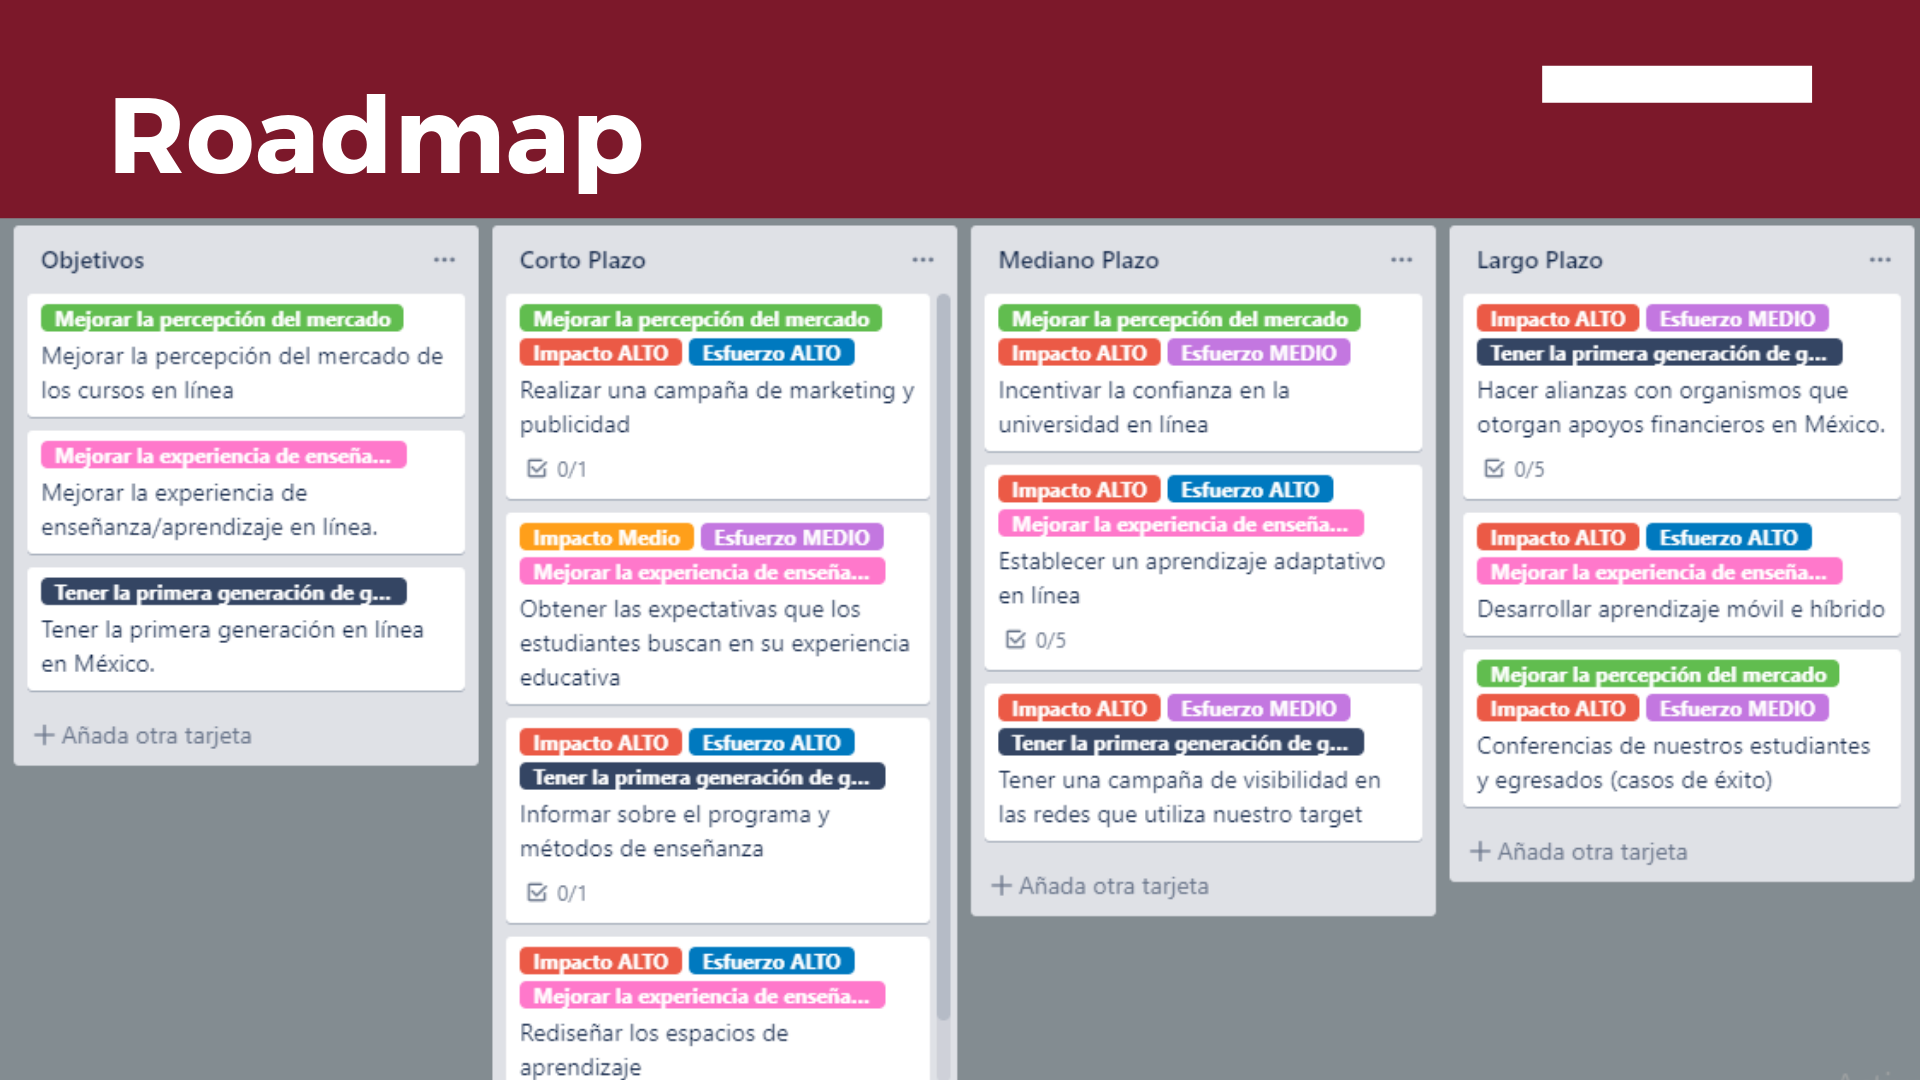 Roadmap
Objetivos
Mejorar la percepción del mercado
Mejorar la percepción del mercado de
los cursos en línea
Mejorar la experiencia de enseña...
Mejorar la experiencia de
enseñanza/aprendizaje en línea.
Tener la primera generación de g...
Tener la primera generación en línea
en México.
+ Añada otra tarjeta
Corto Plazo
Mejorar la percepción del mercado
Impacto ALTO Esfuerzo ALTO
Realizar una campaña de marketing y
publicidad
0/1
Impacto Medio Esfuerzo MEDIO
Mejorar la experiencia de enseña...
Obtener las expectativas que los
estudiantes buscan en su experiencia
educativa
Impacto ALTO Esfuerzo ALTO
Tener la primera generación de g...
Informar sobre el programa y
métodos de enseñanza
0/1
Impacto ALTO Esfuerzo ALTO
Mejorar la experiencia de enseña...
Rediseñar los espacios de
aprendizaje
Mediano Plazo
Mejorar la percepción del mercado
Impacto ALTO Esfuerzo MEDIO
Incentivar la confianza en la
universidad en línea
Impacto ALTO Esfuerzo ALTO
Mejorar la experiencia de enseña...
Establecer un aprendizaje adaptativo
en línea
0/5
Impacto ALTO Esfuerzo MEDIO
Tener la primera generación de g...
Tener una campaña de visibilidad en
las redes que utiliza nuestro target
+ Añada otra tarjeta
Largo Plazo
Impacto ALTO Esfuerzo MEDIO
Tener la primera generación de g...
Hacer alianzas con organismos que
otorgan apoyos financieros en México.
0/5
Impacto ALTO Esfuerzo ALTO
Mejorar la experiencia de enseña...
Desarrollar aprendizaje móvil e híbrido
Mejorar la percepción del mercado
Impacto ALTO Esfuerzo MEDIO
Conferencias de nuestros estudiantes
y egresados (casos de éxito)
+ Añada otra tarjeta